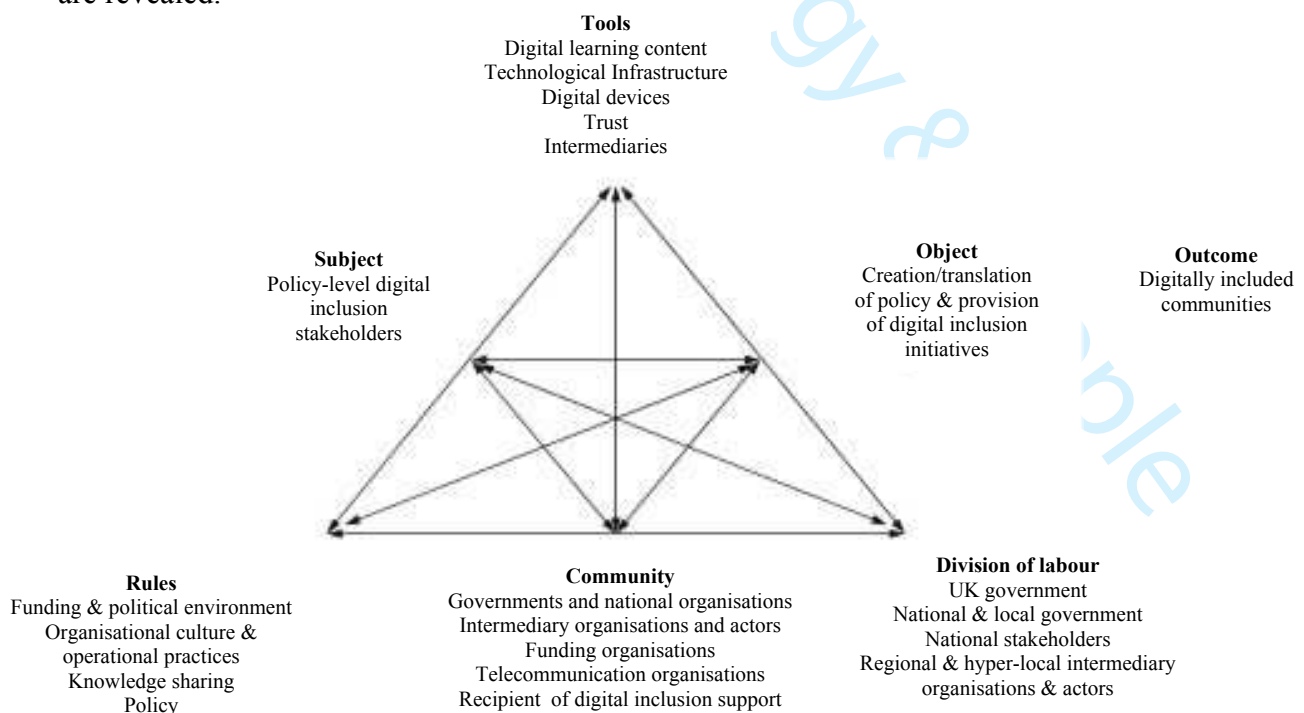 are revealed.
Tools
Digital learning content
Technological Infrastructure
Digital devices
Trust
Intermediaries
Subject
Policy-level digital
inclusion
stakeholders
Object
Creation/translation
of policy & provision
of digital inclusion
initiatives
Outcome
Digitally included
communities
Rules
Funding & political environment
Organisational culture &
operational practices
Knowledge sharing
Policy
Community
Governments and national organisations
Intermediary organisations and actors
Funding organisations
Telecommunication organisations
Recipient of digital inclusion support
Division of labour
UK government
National & local government
National stakeholders
Regional & hyper-local intermediary
organisations & actors
gy &
ople